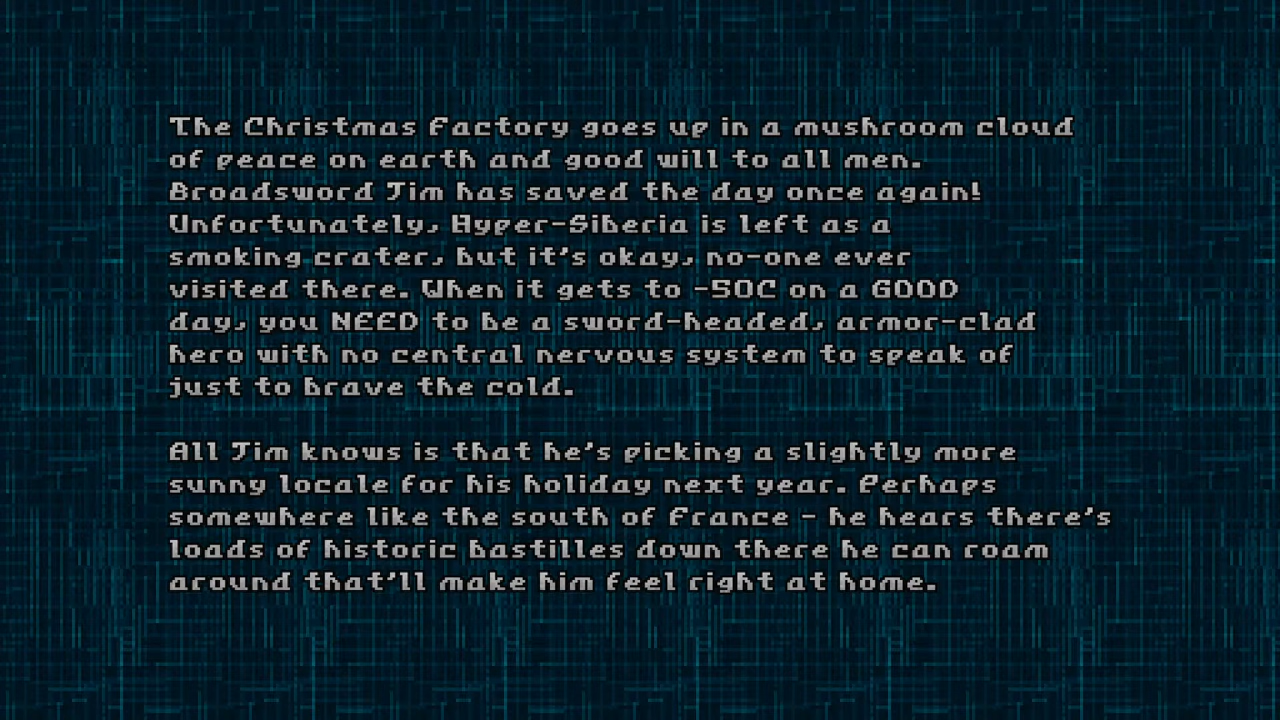 The Christmas Factory goes up in a mushroom cloud
of peace on earth and good will to all men.
Broadsword Jim has saved the day once again!
Unfortunately, Hyper-Siberia is left as a
smoking crater, but it's okay, no-one ever
visited there. When it gets to -50C on a GOOD
day, you NEED to be a sword-headed, armor-clad
hero with no central nervous system to speak of
just to brave the cold.
All Jim knows is that he's picking a slightly more
sunny locale for his holiday next year. Perhaps
somewhere like the south of France - he hears there's
loads of historic bastilles down there he can roam
around that'll make him feel right at home.